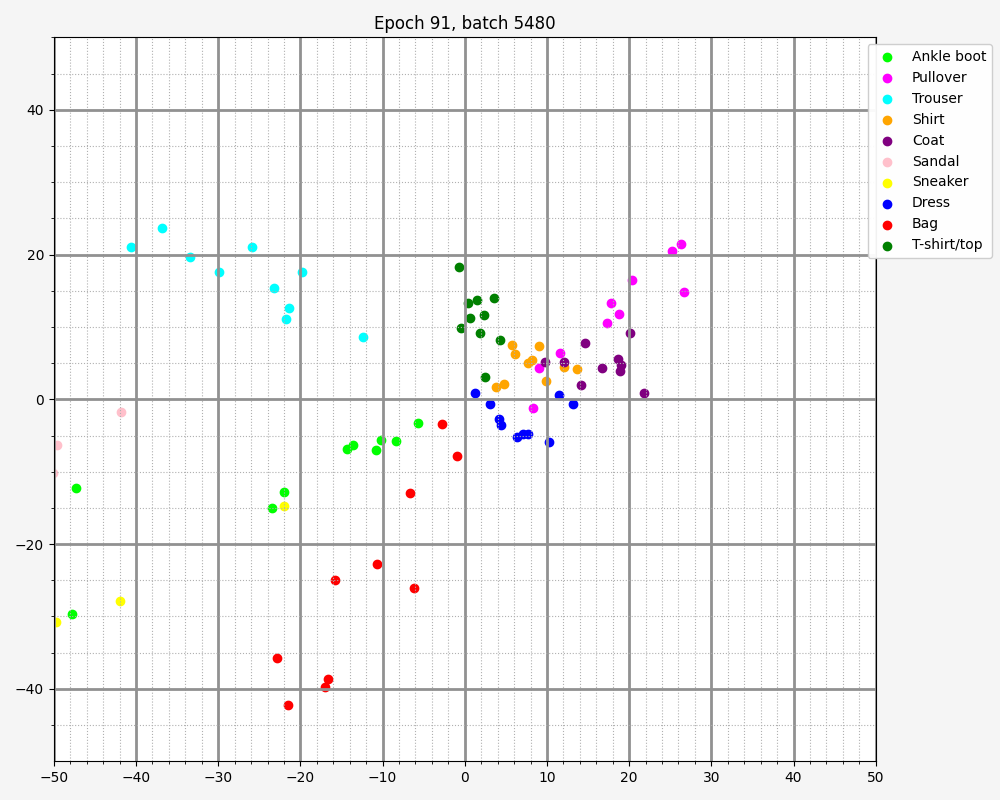 Epoch 91, batch 5480
Ankle boot
Pullover
Trouser
Shirt
Coat
Sandal
Sneaker
Dress
Bag
T-shirt/top
40
20
0
−20
−40
−50
−40
−30
−20
−10
0
10
20
30
40
50